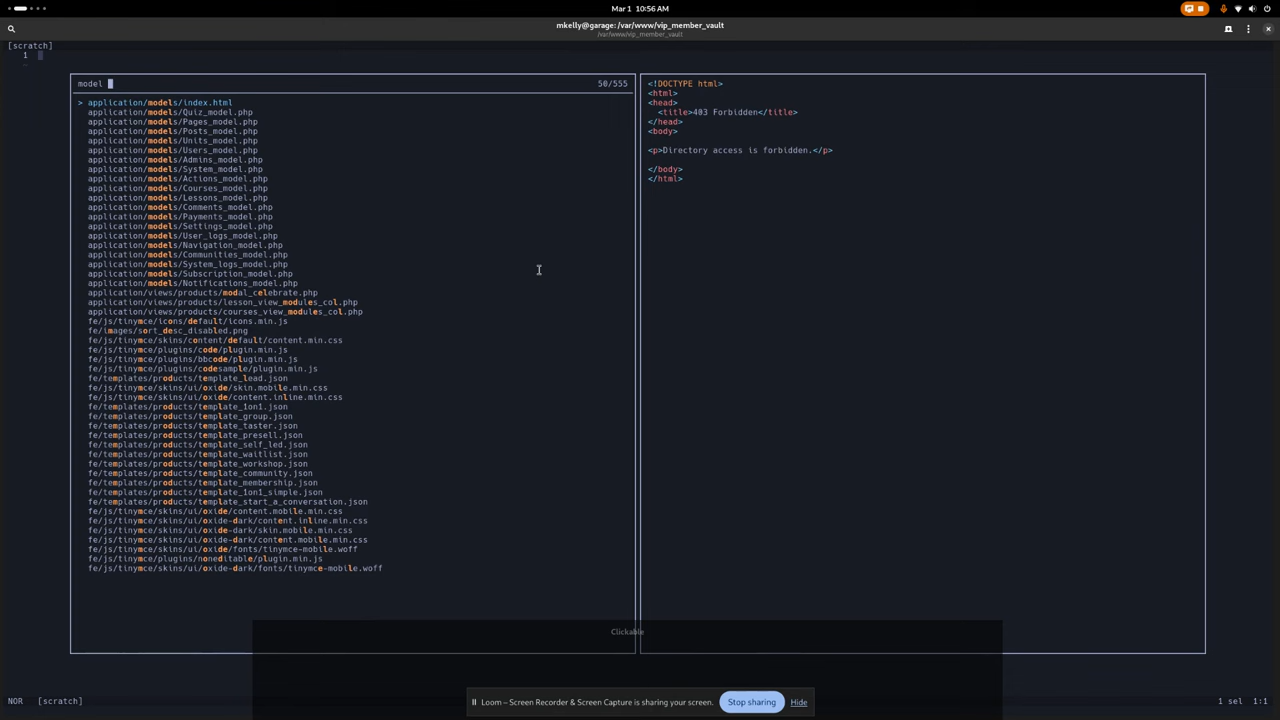 Mar 1 10:56 AM
mkelly@garage: /var/www/vip_member_vault
/var/www/vip_member_vault
[scratch]
1
model 50/555
> application/models/index.html
application/models/Quiz_model.php
application/models/Pages_model.php
application/models/Posts_model.php
application/models/Units_model.php
application/models/Users_model.php
application/models/Admins_model.php
application/models/System_model.php
application/models/Actions_model.php
application/models/Courses_model.php
application/models/Lessons_model.php
application/models/Comments_model.php
application/models/Payments_model.php
application/models/Settings_model.php
application/models/User_logs_model.php
application/models/Navigation_model.php
application/models/Communities_model.php
application/models/System_logs_model.php
application/models/Subscription_model.php
application/models/Notifications_model.php
application/views/products/modal_celebrate.php
application/views/products/lesson_view_modules_col.php
application/views/products/courses_view_modules_col.php
fe/js/tinymce/icons/default/icons.min.js
fe/images/sort_desc_disabled.png
fe/js/tinymce/skins/content/default/content.min.css
fe/js/tinymce/plugins/code/plugin.min.js
fe/js/tinymce/plugins/bbcode/plugin.min.js
fe/js/tinymce/plugins/codesample/plugin.min.js
fe/templates/products/template_lead.json
fe/js/tinymce/skins/ui/oxide/skin.mobile.min.css
fe/js/tinymce/skins/ui/oxide/content.inline.min.css
fe/templates/products/template_1on1.json
fe/templates/products/template_group.json
fe/templates/products/template_taster.json
fe/templates/products/template_presell.json
fe/templates/products/template_self_led.json
fe/templates/products/template_waitlist.json
fe/templates/products/template_workshop.json
fe/templates/products/template_community.json
fe/templates/products/template_membership.json
fe/templates/products/template_1on1_simple.json
fe/templates/products/template_start_a_conversation.json
fe/js/tinymce/skins/ui/oxide/content.mobile.min.css
fe/js/tinymce/skins/ui/oxide-dark/content.inline.min.css
fe/js/tinymce/skins/ui/oxide-dark/skin.mobile.min.css
fe/js/tinymce/skins/ui/oxide-dark/content.mobile.min.css
fe/js/tinymce/skins/ui/oxide/fonts/tinymce-mobile.woff
fe/js/tinymce/plugins/noneditable/plugin.min.js
fe/js/tinymce/skins/ui/oxide-dark/fonts/tinymce-mobile.woff
<!DOCTYPE html>
<html>
<head>
<title>403 Forbidden</title>
</head>
<body>
<p>Directory access is forbidden.</p>
</body>
</html>
Clickable
Loom – Screen Recorder & Screen Capture is sharing your screen. Stop sharing Hide
NOR [scratch] 1 sel 1:1